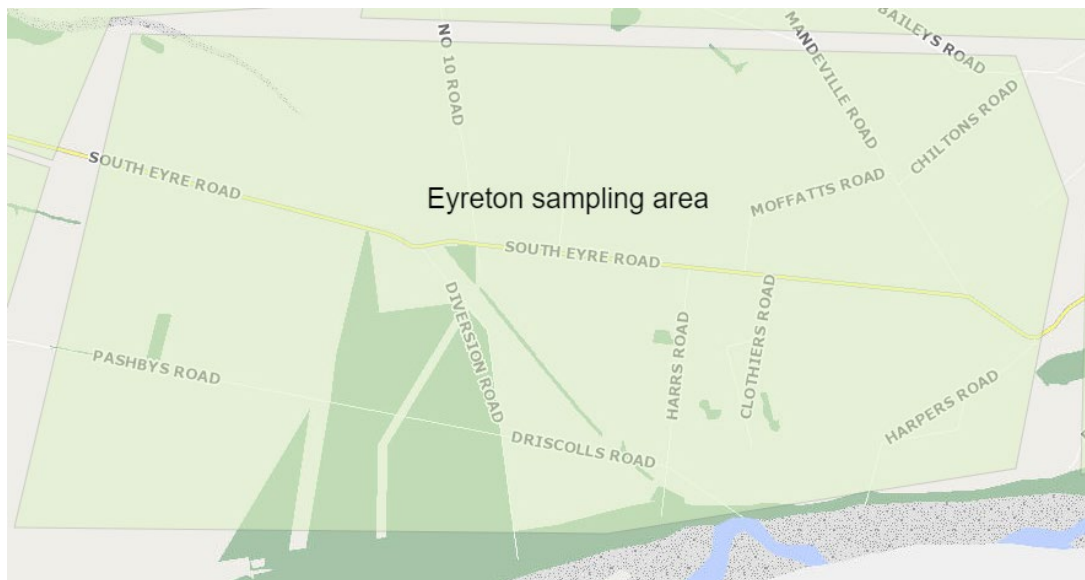 BAILEYS ROAD
MANDEVILLE ROAD
NO 10 ROAD
CHILTONS ROAD
SOUTH EYRE ROAD
MOFFATTS ROAD
Eyreton sampling area
SOUTH EYRE ROAD
DIVERSION ROAD
HARRS ROAD
CLOTHIERS ROAD
PASHBYS ROAD
HARPERS ROAD
DRISCOLLS ROAD